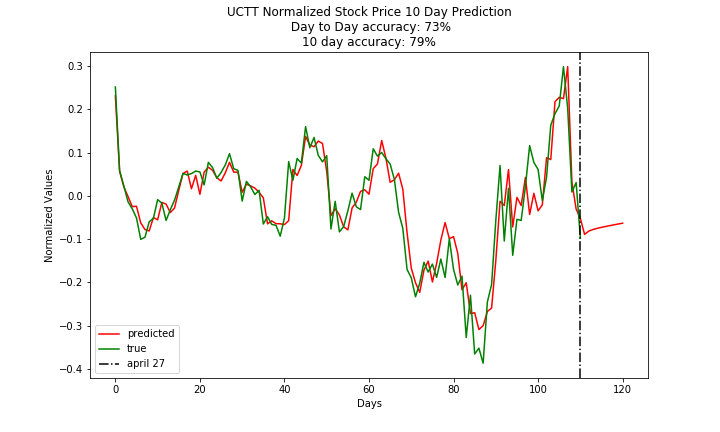 UCTT Normalized Stock Price 10 Day Prediction
Day to Day accuracy: 73%
10 day accuracy: 79%
Normalized Values
0.3
0.2
0.1
0.0
−0.1
−0.2
−0.3
−0.4
predicted
true
april 27
0 20 40 60 80 100 120
Days